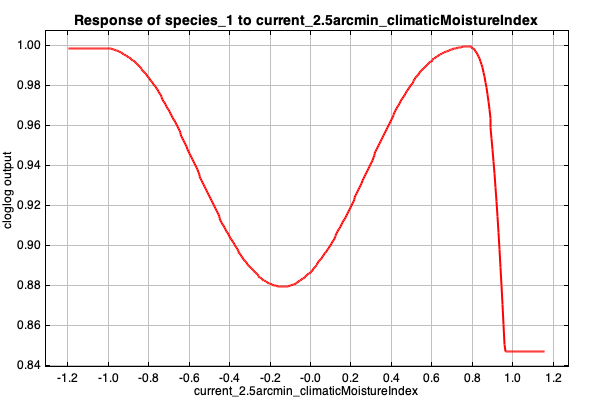 Response of species_1 to current_2.5arcmin_climaticMoistureIndex
1.00
0.98
0.96
0.94
0.92
0.90
0.88
0.86
0.84
cloglog output
-1.2 -1.0 -0.8 -0.6 -0.4 -0.2 -0.0 0.2 0.4 0.6 0.8 1.0 1.2
current_2.5arcmin_climaticMoistureIndex